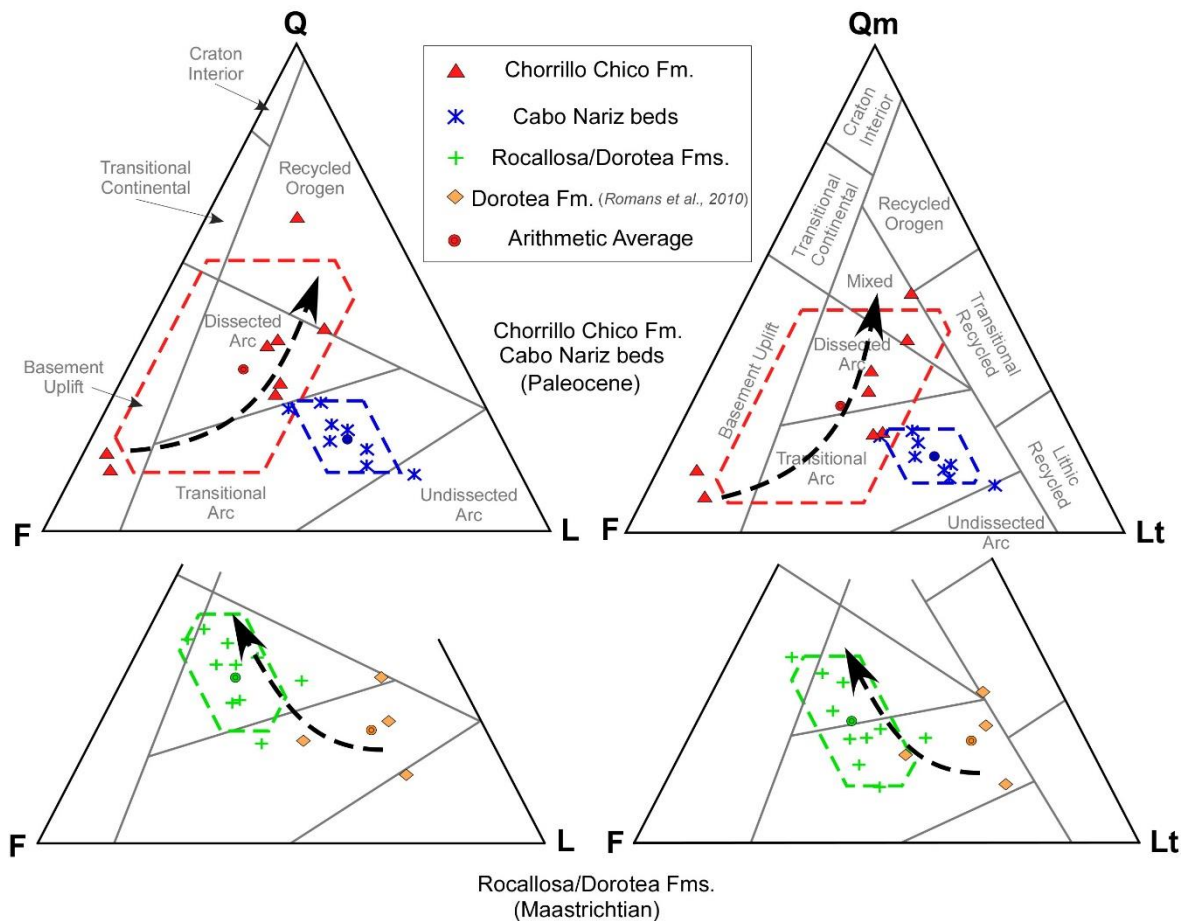 Q
Craton
Interior
Transitional
Continental
Recycled
Orogen
Dissected
Arc
Basement
Uplift
Transitional
Arc
Undissected
Arc
F
L
Chorrillo Chico Fm.
Cabo Nariz beds
Rocallosa/Dorotea Fms.
Dorotea Fm. (Romans et al., 2010)
Arithmetic Average
Chorrillo Chico Fm.
Cabo Nariz beds
(Paleocene)
Qm
Craton
Interior
Transitional
Continental
Recycled
Orogen
Mixed
Basement Uplift
Dissected
Arc
Transitional
Recycled
Transitional
Arc
Lithic
Recycled
Undissected
Arc
F
Lt
F
L
F
Lt
Rocallosa/Dorotea Fms.
(Maastrichtian)